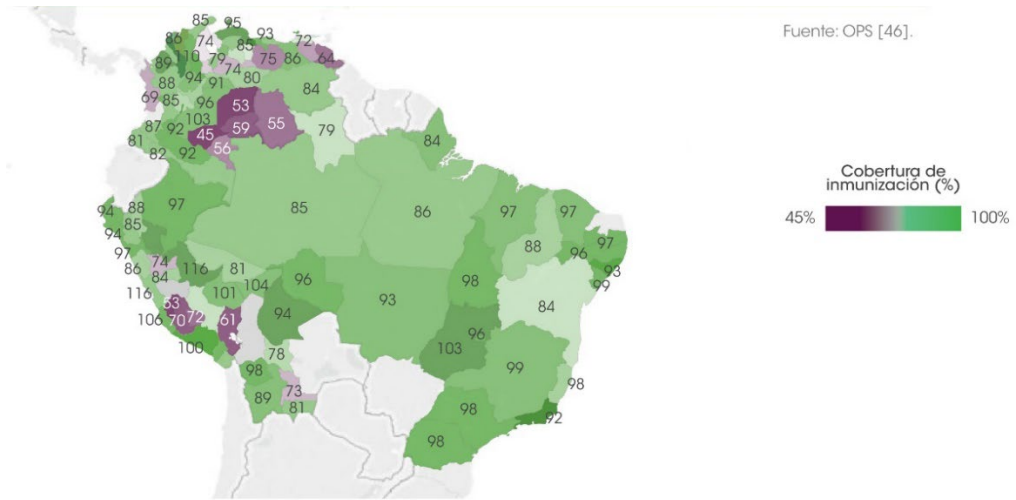 Fuente: OPS [46].
85 95
86 74 93 72
89 110 79 85 75 86 64
88 94 91 74 80
69 85 96 53 84
103
87 92 45 59 55 79
81 56 84
82 92
94 88 97 85 86 97 97
85
94 88 96 97
97 74 116 81 96 98 93
86 84 104 99
116 53 101 94 93 84
106 70 72 61 96
100 78 103 99
98 98
89 73 98 92
81 98
Cobertura de
inmunización (%)
45% 100%